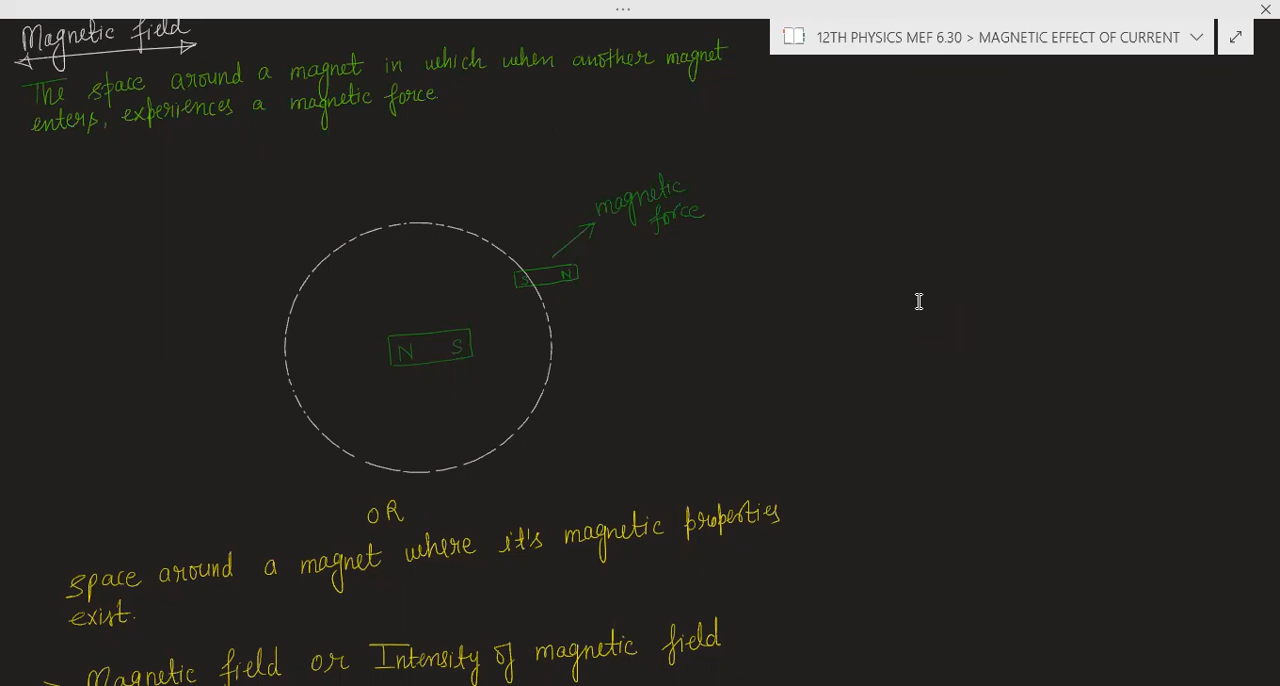 Magnetic field
12TH PHYSICS MEF 6.30 > MAGNETIC EFFECT OF CURRENT
The space around a magnet in which when another magnet
enters, experiences a magnetic force.
magnetic
force
S N
N S
OR
space around a magnet where it's magnetic properties
exist.
Magnetic field or Intensity of magnetic field